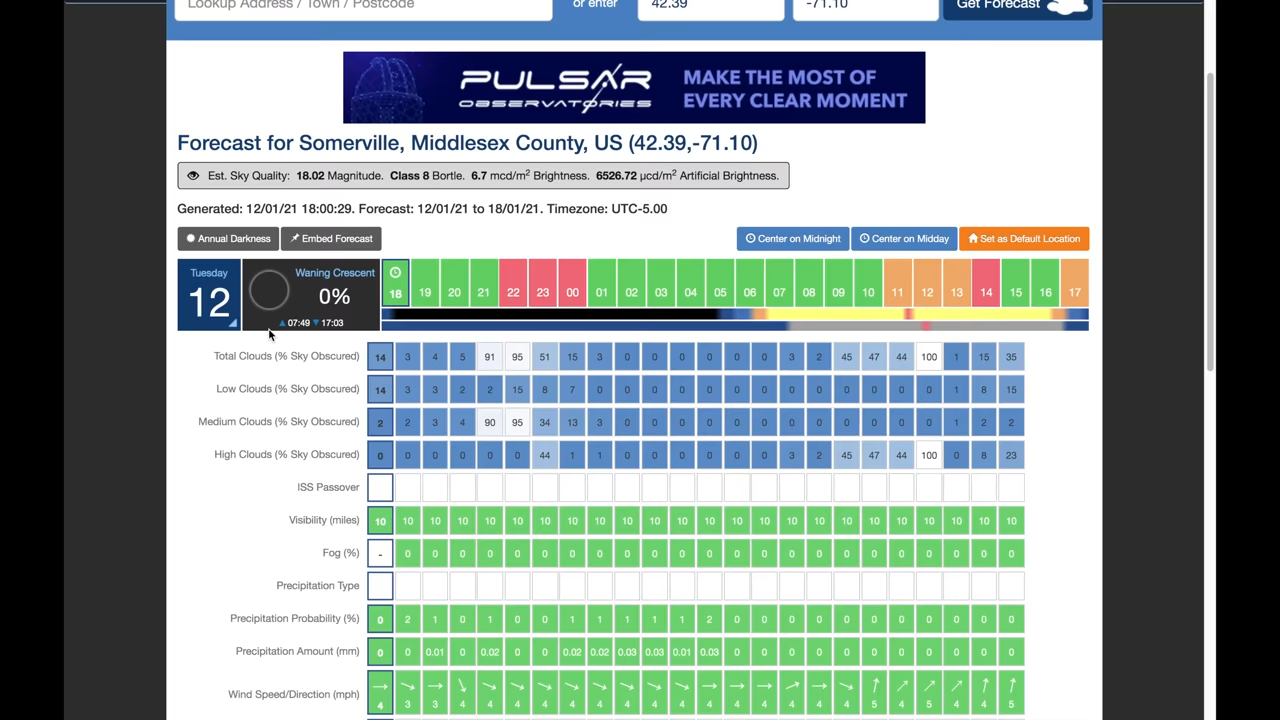 Lookup Address / Town / Postcode
or enter
42.39
-71.10
Get Forecast
PULSAR
OBSERVATORIES
MAKE THE MOST OF
EVERY CLEAR MOMENT
Forecast for Somerville, Middlesex County, US (42.39,-71.10)
Est. Sky Quality: 18.02 Magnitude. Class 8 Bortle. 6.7 mcd/m² Brightness. 6526.72 μcd/m² Artificial Brightness.
Generated: 12/01/21 18:00:29. Forecast: 12/01/21 to 18/01/21. Timezone: UTC-5.00
Annual Darkness Embed Forecast Center on Midnight Center on Midday Set as Default Location
Tuesday
12
Waning Crescent
0%
07:49 17:03
18 19 20 21 22 23 00 01 02 03 04 05 06 07 08 09 10 11 12 13 14 15 16 17
Total Clouds (% Sky Obscured) 14 3 4 5 91 95 51 15 3 0 0 0 0 0 0 3 2 45 47 44 100 1 15 35
Low Clouds (% Sky Obscured) 14 3 3 2 2 15 8 7 0 0 0 0 0 0 0 0 0 0 0 0 0 1 8 15
Medium Clouds (% Sky Obscured) 2 2 3 4 90 95 34 13 3 0 0 0 0 0 0 0 0 0 0 0 0 1 2 2
High Clouds (% Sky Obscured) 0 0 0 0 0 0 44 1 1 0 0 0 0 0 0 3 2 45 47 44 100 0 8 23
ISS Passover
Visibility (miles) 10 10 10 10 10 10 10 10 10 10 10 10 10 10 10 10 10 10 10 10 10 10 10 10
Fog (%) - 0 0 0 0 0 0 0 0 0 0 0 0 0 0 0 0 0 0 0 0 0 0 0
Precipitation Type
Precipitation Probability (%) 0 2 1 0 1 0 0 1 1 1 1 1 2 0 0 0 0 0 0 0 0 0 0 0
Precipitation Amount (mm) 0 0 0.01 0 0.02 0 0 0.02 0.02 0.03 0.03 0.01 0.03 0 0 0 0 0 0 0 0 0 0 0
Wind Speed/Direction (mph) 4 3 3 4 4 4 4 4 4 4 4 4 4 4 4 4 4 4 5 4 5 4 4 5